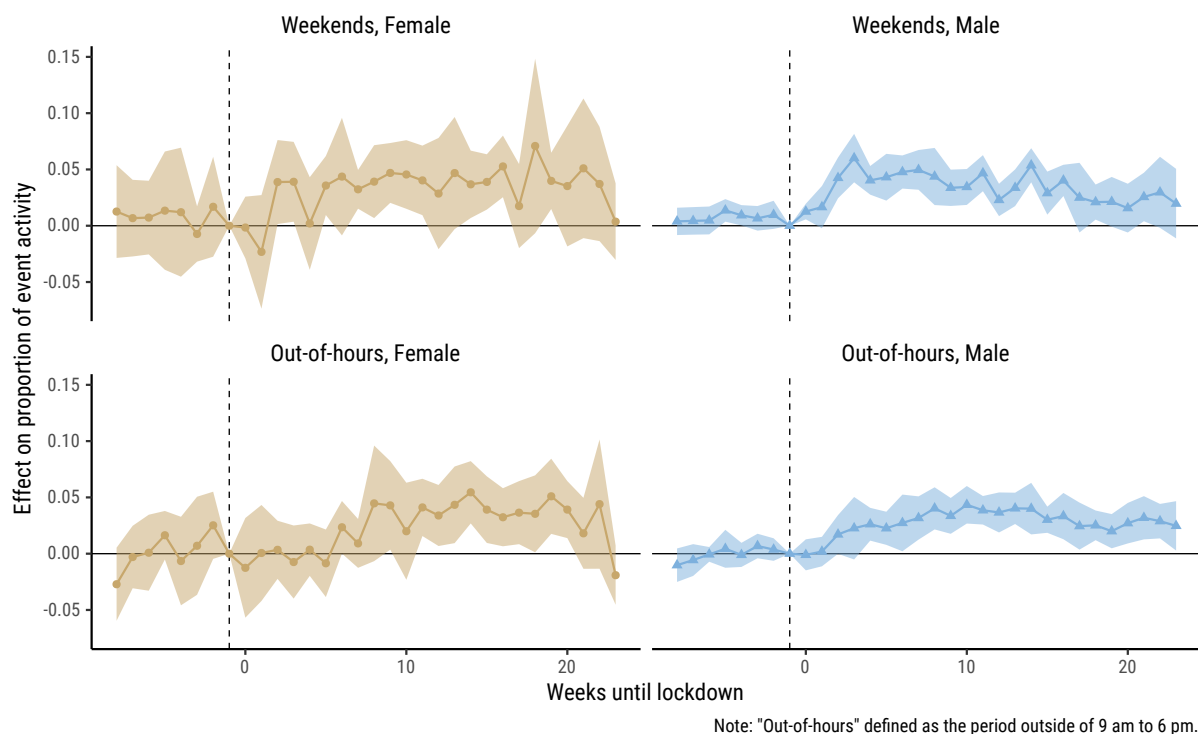 Weekends, Female
Weekends, Male
0.15
0.10
0.05
0.00
-0.05
Out-of-hours, Female
Out-of-hours, Male
0.15
0.10
0.05
0.00
-0.05
Effect on proportion of event activity
0 10 20
0 10 20
Weeks until lockdown
Note: "Out-of-hours" defined as the period outside of 9 am to 6 pm.